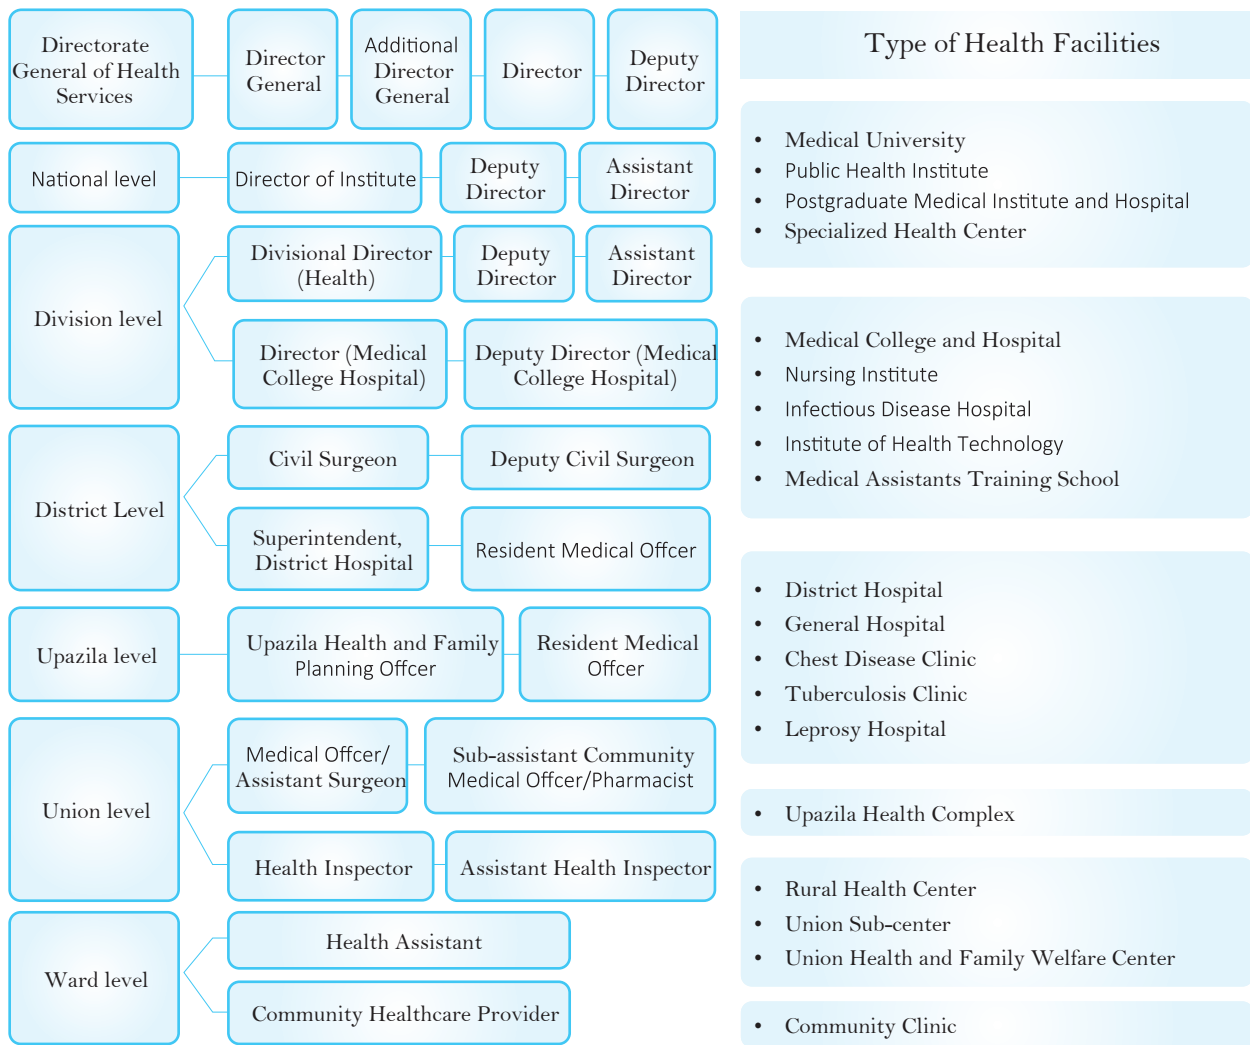 Directorate
General of Health
Services
Director
General
Additional
Director
General
Director
Deputy
Director
National level
Director of Institute
Deputy
Director
Assistant
Director
Division level
Divisional Director
(Health)
Deputy
Director
Assistant
Director
Director (Medical
College Hospital)
Deputy Director (Medical
College Hospital)
District Level
Civil Surgeon
Deputy Civil Surgeon
Superintendent,
District Hospital
Resident Medical Offcer
Upazila level
Upazila Health and Family
Planning Offcer
Resident Medical
Offcer
Union level
Medical Offcer/
Assistant Surgeon
Sub-assistant Community
Medical Offcer/Pharmacist
Health Inspector
Assistant Health Inspector
Ward level
Health Assistant
Community Healthcare Provider
Type of Health Facilities
• Medical University
• Public Health Institute
• Postgraduate Medical Institute and Hospital
• Specialized Health Center
• Medical College and Hospital
• Nursing Institute
• Infectious Disease Hospital
• Institute of Health Technology
• Medical Assistants Training School
• District Hospital
• General Hospital
• Chest Disease Clinic
• Tuberculosis Clinic
• Leprosy Hospital
• Upazila Health Complex
• Rural Health Center
• Union Sub-center
• Union Health and Family Welfare Center
• Community Clinic